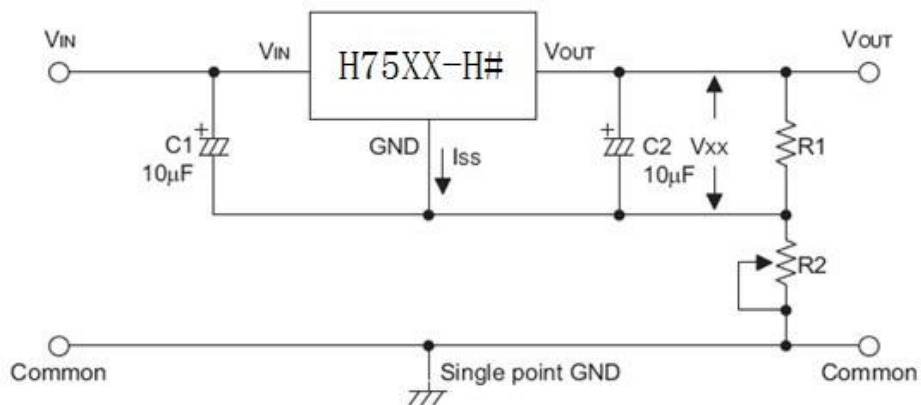 VIN
VIN
H75XX-H#
VOUT
VOUT
+
C1
10μF
GND
ISS
+
C2
10μF
VXX
R1
R2
Common
Single point GND
Common